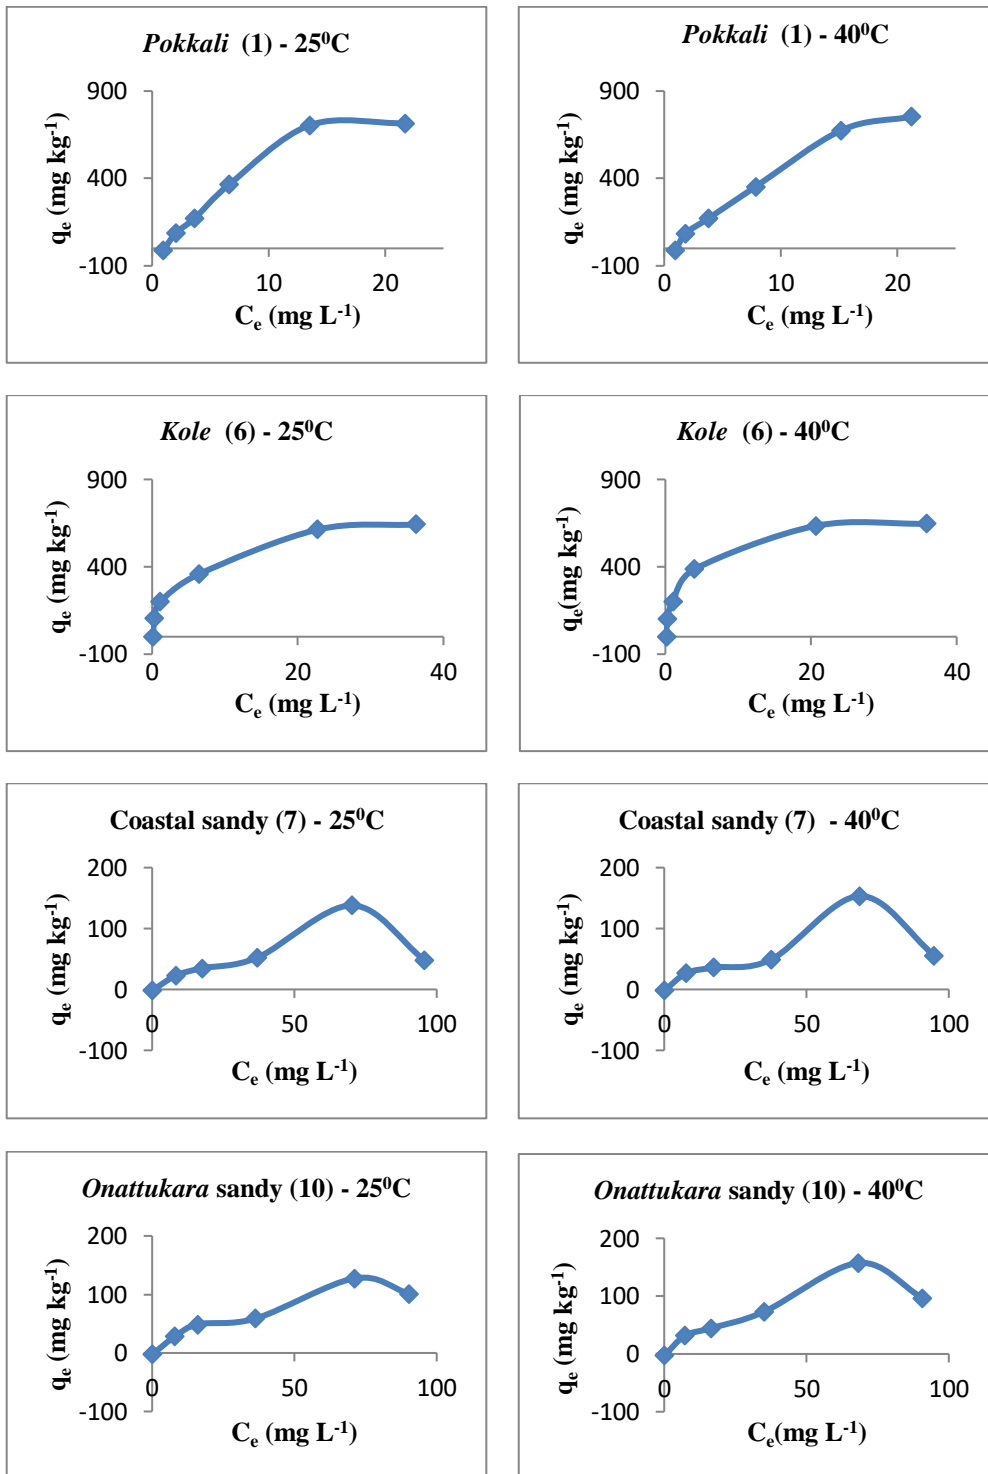 Pokkali (1) - 25⁰C
900
400
-100
0 10 20
qₑ (mg kg⁻¹)
Cₑ (mg L⁻¹)
Pokkali (1) - 40⁰C
900
400
-100
0 10 20
qₑ (mg kg⁻¹)
Cₑ (mg L⁻¹)
Kole (6) - 25⁰C
900
400
-100
0 20 40
qₑ (mg kg⁻¹)
Cₑ (mg L⁻¹)
Kole (6) - 40⁰C
900
400
-100
0 20 40
qₑ(mg kg⁻¹)
Cₑ (mg L⁻¹)
Coastal sandy (7) - 25⁰C
200
100
0
-100
0 50 100
qₑ (mg kg⁻¹)
Cₑ (mg L⁻¹)
Coastal sandy (7) - 40⁰C
200
100
0
-100
0 50 100
qₑ (mg kg⁻¹)
Cₑ (mg L⁻¹)
Onattukara sandy (10) - 25⁰C
200
100
0
-100
0 50 100
qₑ (mg kg⁻¹)
Cₑ (mg L⁻¹)
Onattukara sandy (10) - 40⁰C
200
100
0
-100
0 50 100
qₑ (mg kg⁻¹)
Cₑ(mg L⁻¹)